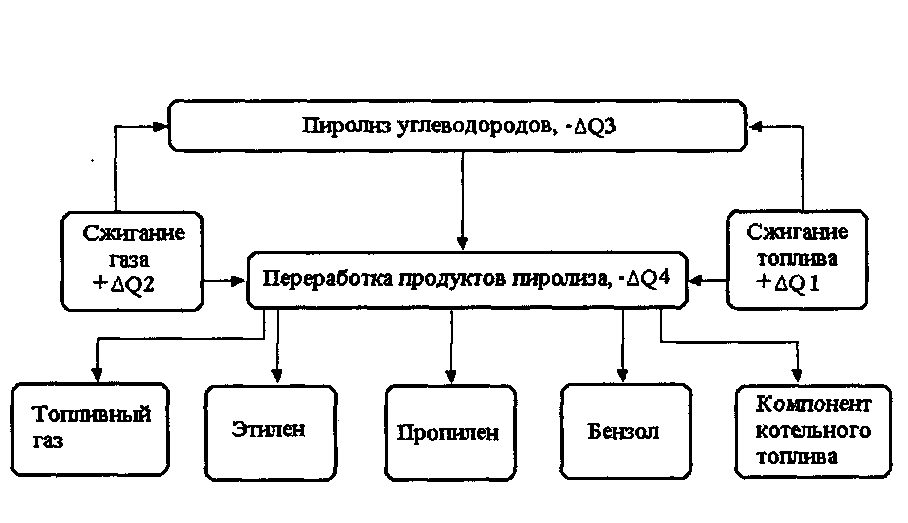 Пиролиз углеводородов, -ΔQ3
Сжигание
газа
+ΔQ2
Сжигание
топлива
+ΔQ1
Переработка продуктов пиролиза, -ΔQ4
Топливный
газ
Этилен
Пропилен
Бензол
Компонент
котельного
топлива